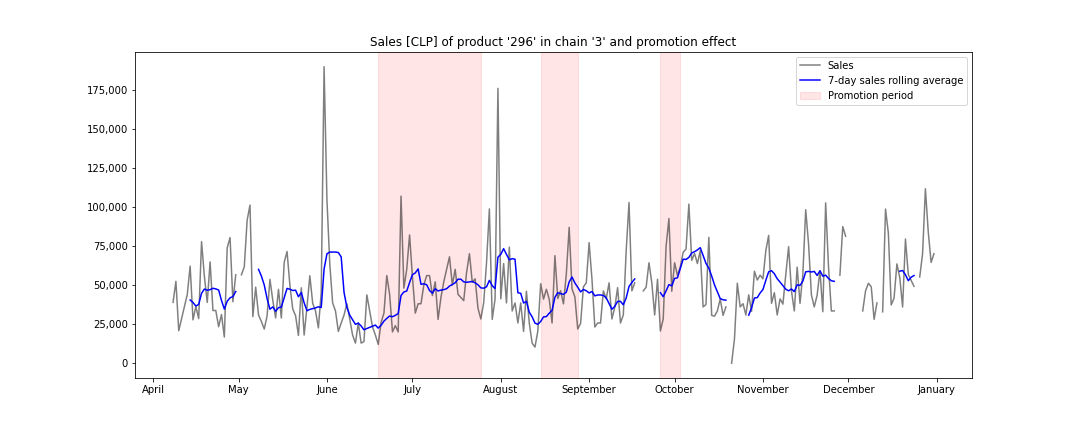 Sales [CLP] of product '296' in chain '3' and promotion effect
Sales
7-day sales rolling average
Promotion period
175,000
150,000
125,000
100,000
75,000
50,000
25,000
0
April May June July August September October November December January